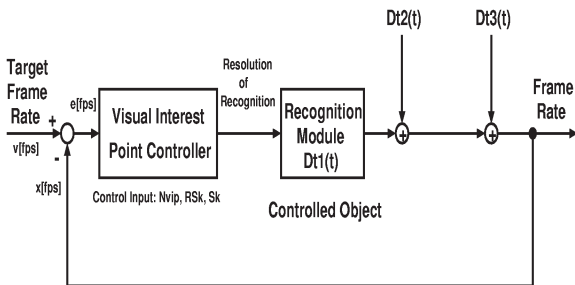 Dt2(t)
Dt3(t)
Target
Frame
Rate
+
-
v[fps]
e[fps]
x[fps]
Visual Interest
Point Controller
Control Input: Nvip, RSk, Sk
Resolution
of
Recognition
Recognition
Module
Dt1(t)
Controlled Object
+
+
Frame
Rate